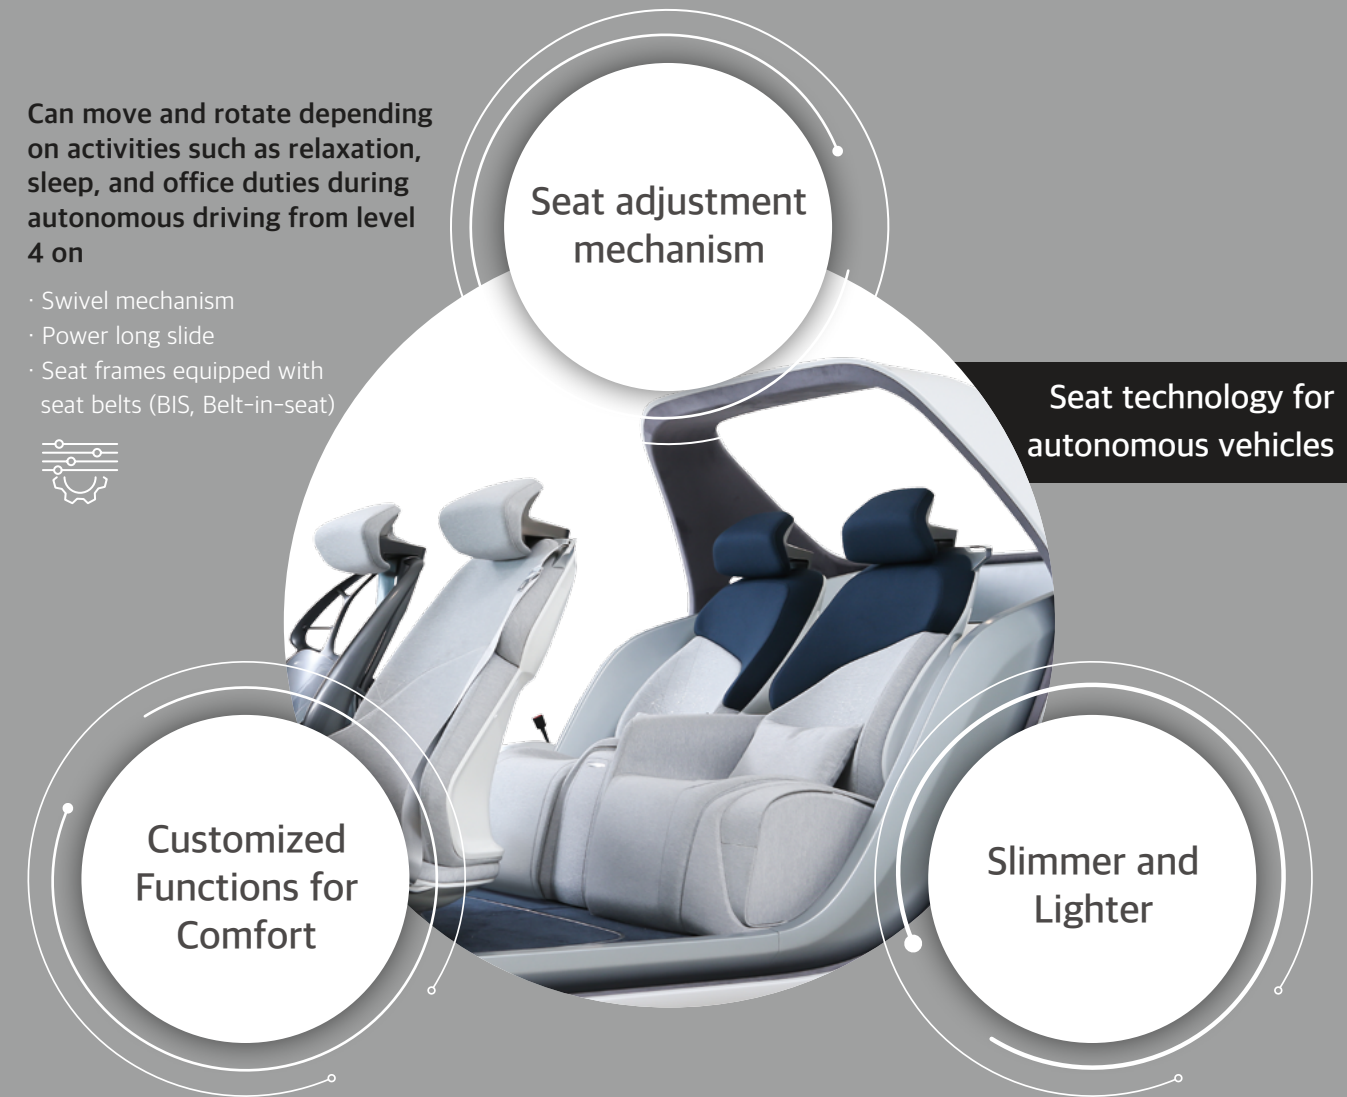 Can move and rotate depending
on activities such as relaxation,
sleep, and office duties during
autonomous driving from level
4 on
· Swivel mechanism
· Power long slide
· Seat frames equipped with
seat belts (BIS, Belt-in-seat)
Seat adjustment
mechanism
Seat technology for
autonomous vehicles
Customized
Functions for
Comfort
Slimmer and
Lighter